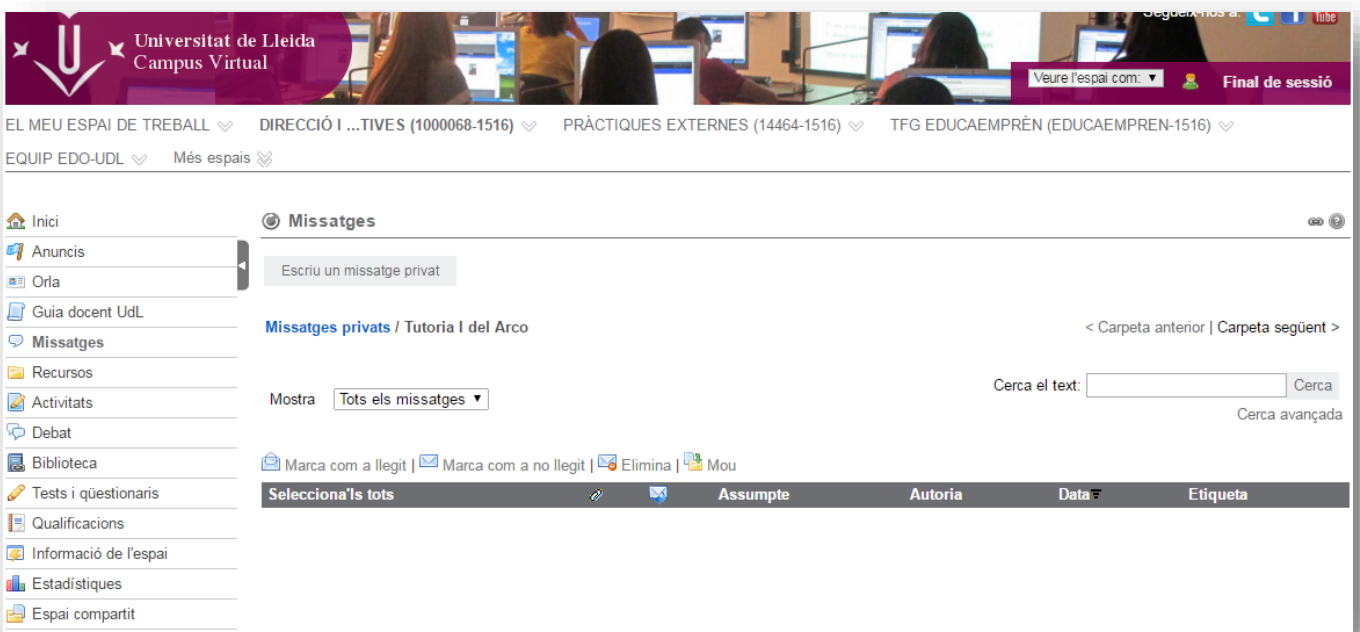 Segueix-nos a:
Tube
Universitat de Lleida
Campus Virtual
Veure l'espai com:
Final de sessió
EL MEU ESPAI DE TREBALL
DIRECCIÓ I ...TIVES (1000068-1516)
PRÀCTIQUES EXTERNES (14464-1516)
TFG EDUCAEMPRÈN (EDUCAEMPREN-1516)
EQUIP EDO-UDL
Més espais
Inici
Anuncis
Orla
Guia docent UdL
Missatges
Recursos
Activitats
Debat
Biblioteca
Tests i qüestionaris
Qualificacions
Informació de l'espai
Estadístiques
Espai compartit
Missatges
Escriu un missatge privat
Missatges privats / Tutoria I del Arco
< Carpeta anterior | Carpeta següent >
Cerca el text:
Cerca
Mostra
Tots els missatges
Cerca avançada
Marca com a llegit | Marca com a no llegit | Elimina | Mou
Selecciona'ls tots
Assumpte
Autoria
Data
Etiqueta